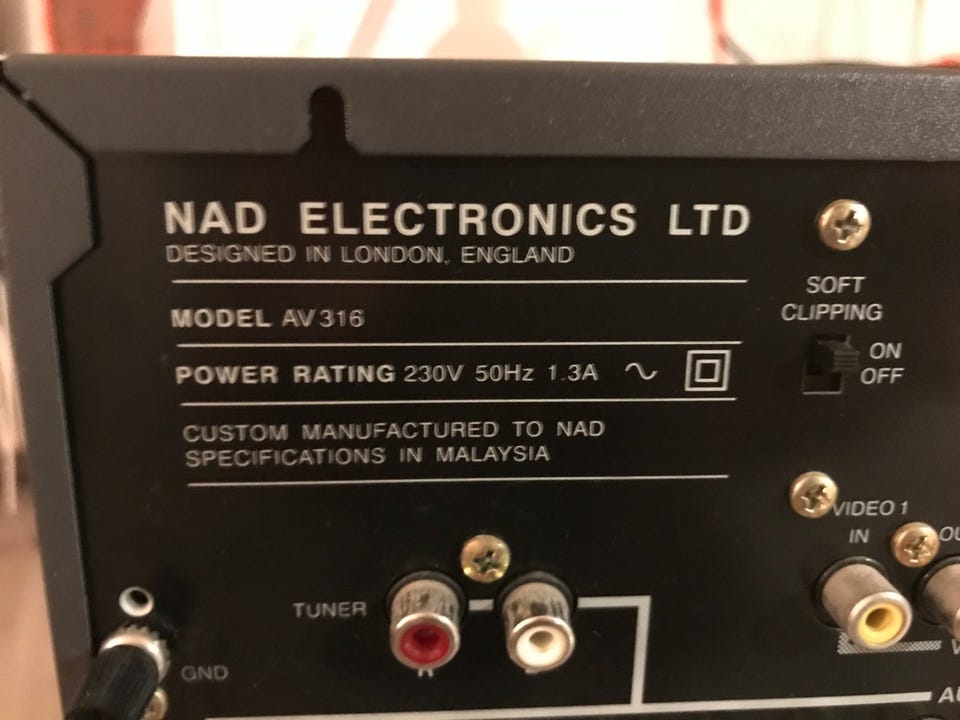 NAD ELECTRONICS LTD
DESIGNED IN LONDON, ENGLAND
MODEL AV316
POWER RATING 230V 50Hz 1.3A
CUSTOM MANUFACTURED TO NAD
SPECIFICATIONS IN MALAYSIA
SOFT
CLIPPING
ON
OFF
VIDEO 1
IN
TUNER
GND